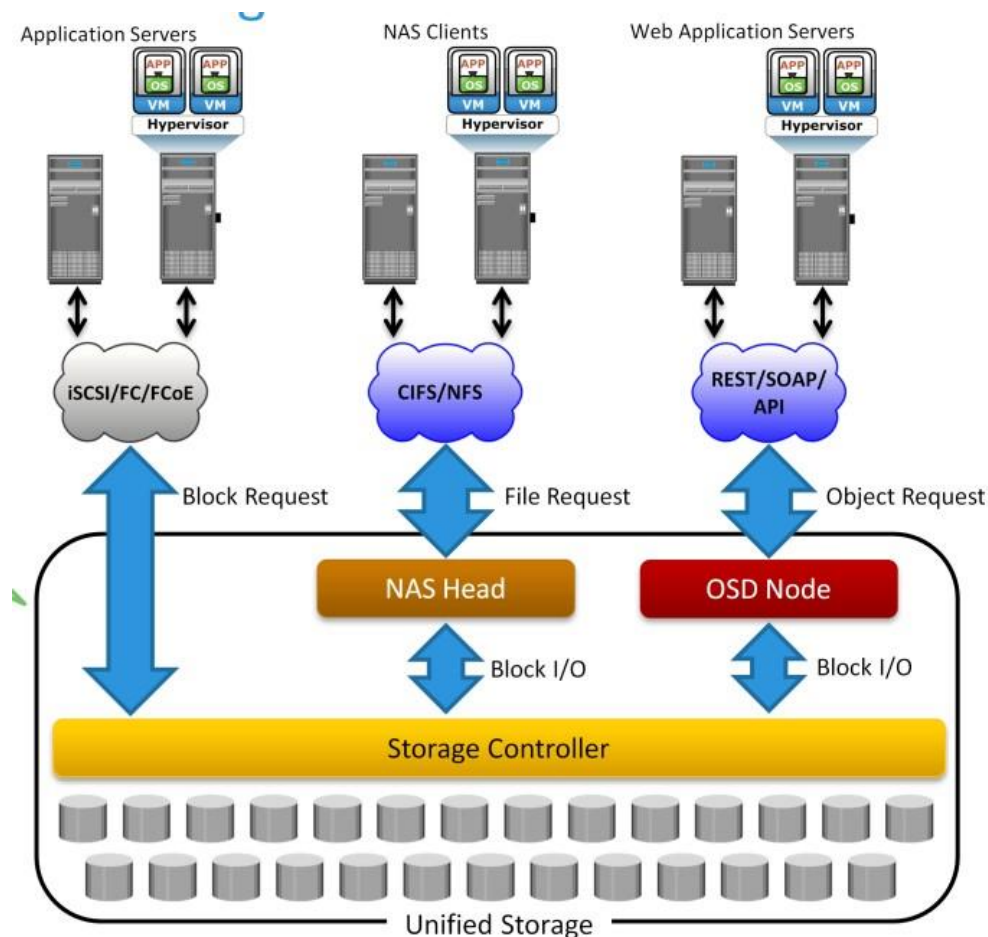 Application Servers
NAS Clients
Web Application Servers
APP APP
OS OS
VM VM
Hypervisor
APP APP
OS OS
VM VM
Hypervisor
APP APP
OS OS
VM VM
Hypervisor
iSCSI/FC/FCoE
CIFS/NFS
REST/SOAP/
API
Block Request
File Request
Object Request
NAS Head
OSD Node
Block I/O
Block I/O
Storage Controller
Unified Storage